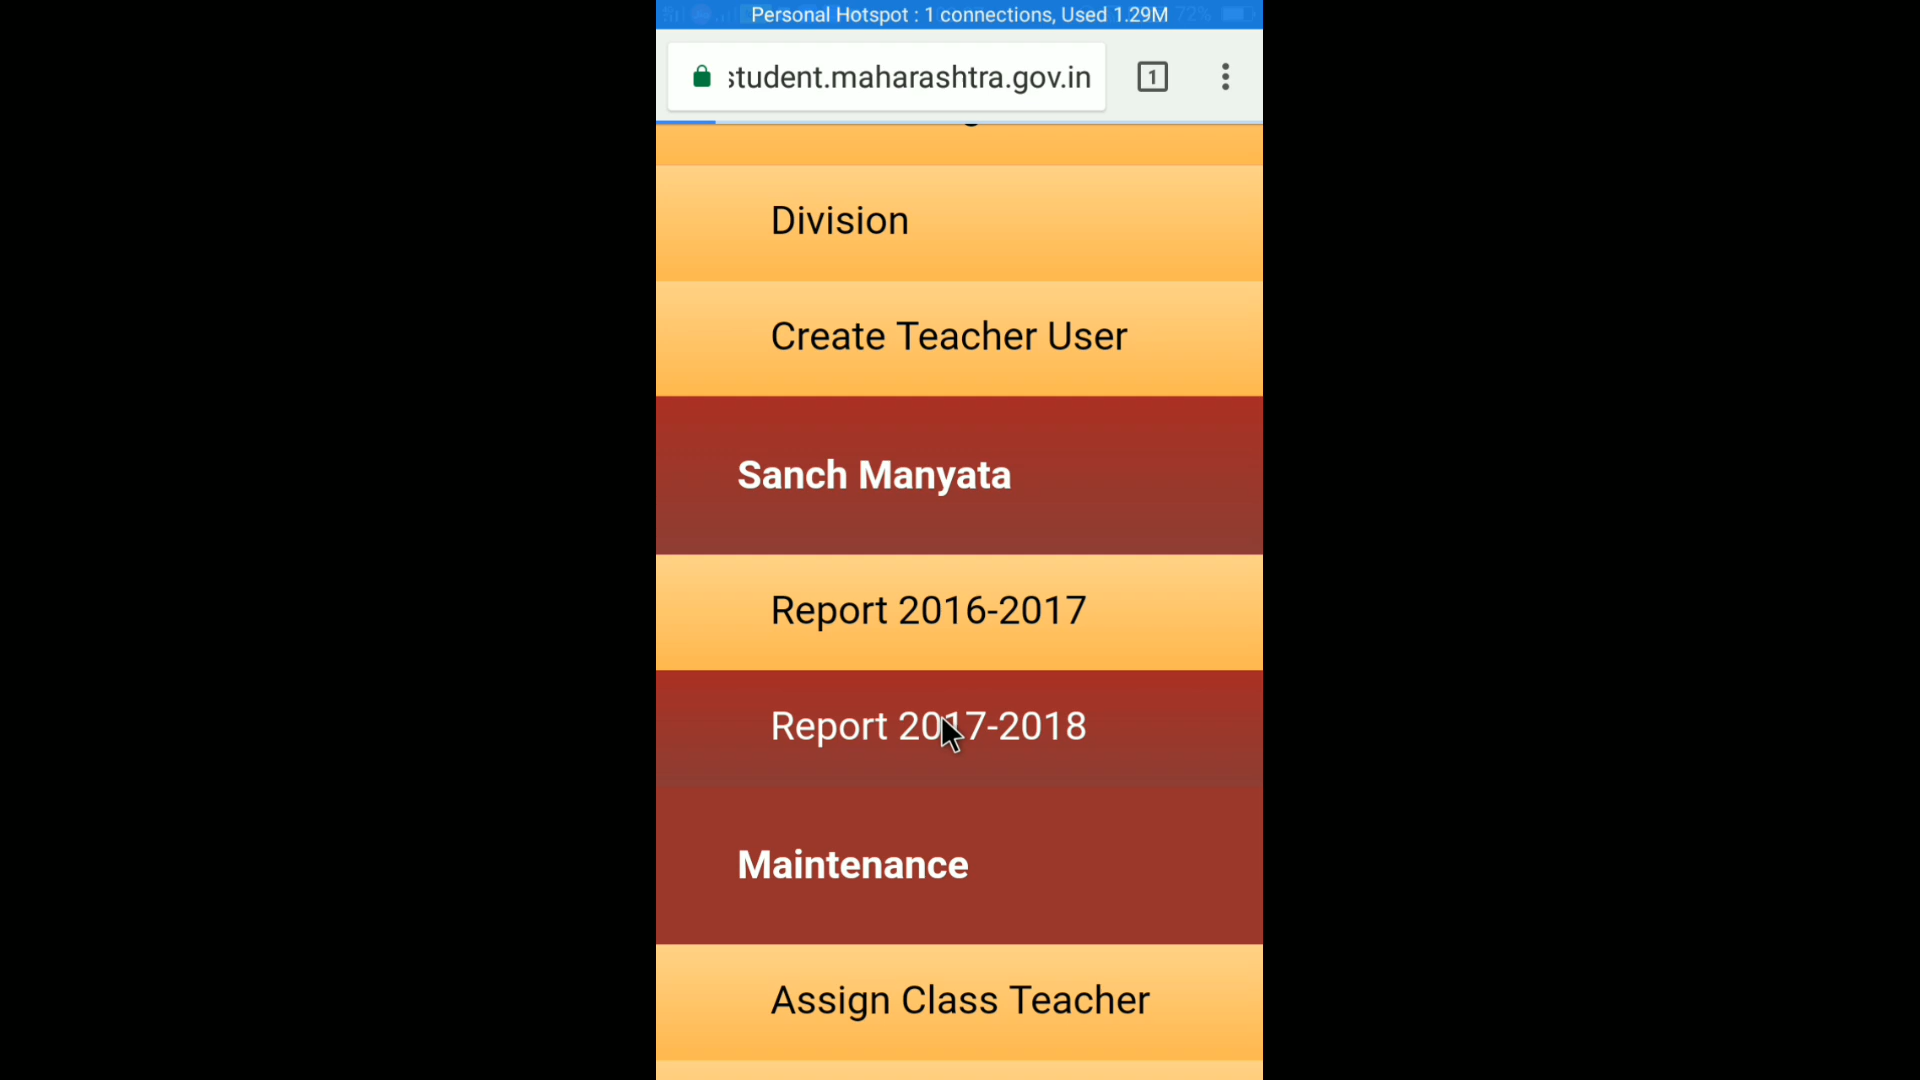 Personal Hotspot : 1 connections, Used 1.29M 72%
student.maharashtra.gov.in
1
Division
Create Teacher User
Sanch Manyata
Report 2016-2017
Report 2017-2018
Maintenance
Assign Class Teacher